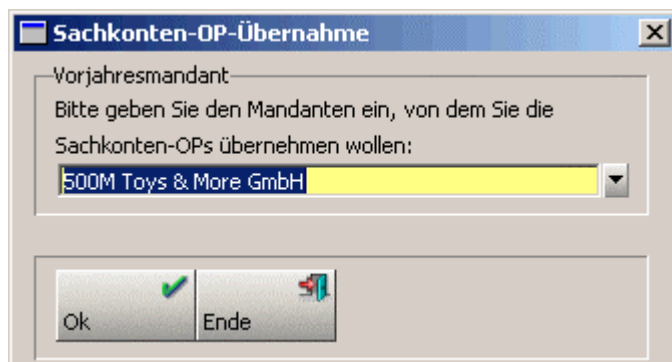 Sachkonten-OP-Übernahme
Vorjahresmandant
Bitte geben Sie den Mandanten ein, von dem Sie die
Sachkonten-OPs übernehmen wollen:
500M Toys & More GmbH
Ok
Ende